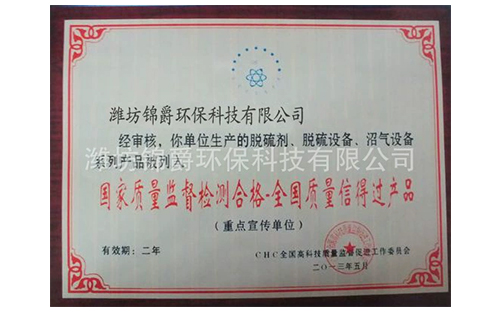 潍坊锦爵环保科技有限公司
经审核，你单位生产的脱硫剂、脱硫设备、沼气设备
系列产品被列入
潍坊锦爵环保科技有限公司
国家质量监督检测合格-全国质量信得过产品
（重点宣传单位）
有效期：二年
CHC全国高科技质量监督促进工作委员会
二〇一三年五月